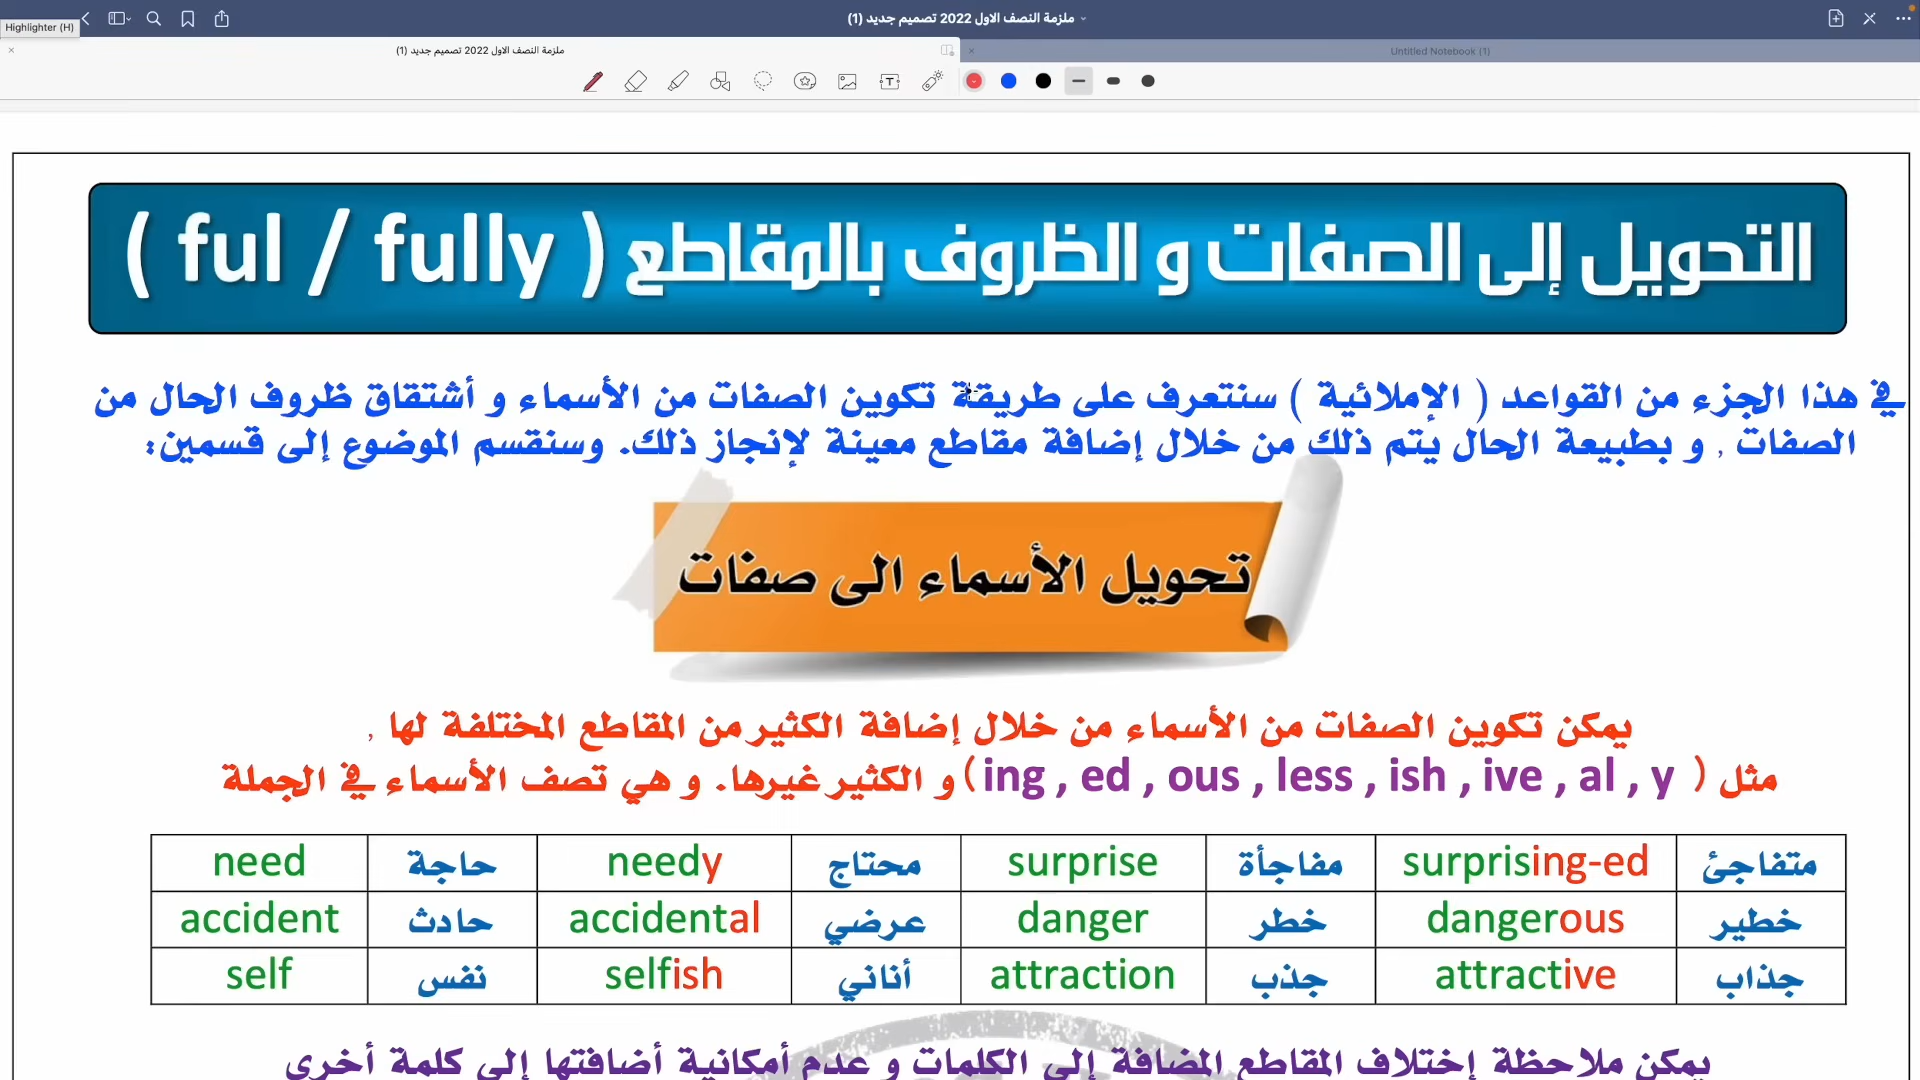 Highlighter (H)
ملزمة النصف الاول 2022 تصميم جديد (1)
ملزمة النصف الاول 2022 تصميم جديد (1)
Untitled Notebook (1)
التحويل إلى الصفات و الظروف بالمقاطع ( ful / fully )
في هذا الجزء من القواعد ( الإملائية ) سنتعرف على طريقة تكوين الصفات من الأسماء و أشتقاق ظروف الحال من
الصفات , و بطبيعة الحال يتم ذلك من خلال إضافة مقاطع معينة لإنجاز ذلك. وسنقسم الموضوع إلى قسمين:
تحويل الأسماء الى صفات
يمكن تكوين الصفات من الأسماء من خلال إضافة الكثير من المقاطع المختلفة لها ,
مثل ( ing , ed , ous , less , ish , ive , al , y ) و الكثير غيرها. و هي تصف الأسماء في الجملة
need حاجة needy محتاج surprise مفاجأة surprising-ed متفاجئ
accident حادث accidental عرضي danger خطر dangerous خطير
self نفس selfish أناني attraction جذب attractive جذاب
يمكن ملاحظة إختلاف المقاطع المضافة إلى الكلمات و عدم أمكانية أضافتها إلى كلمة أخرى